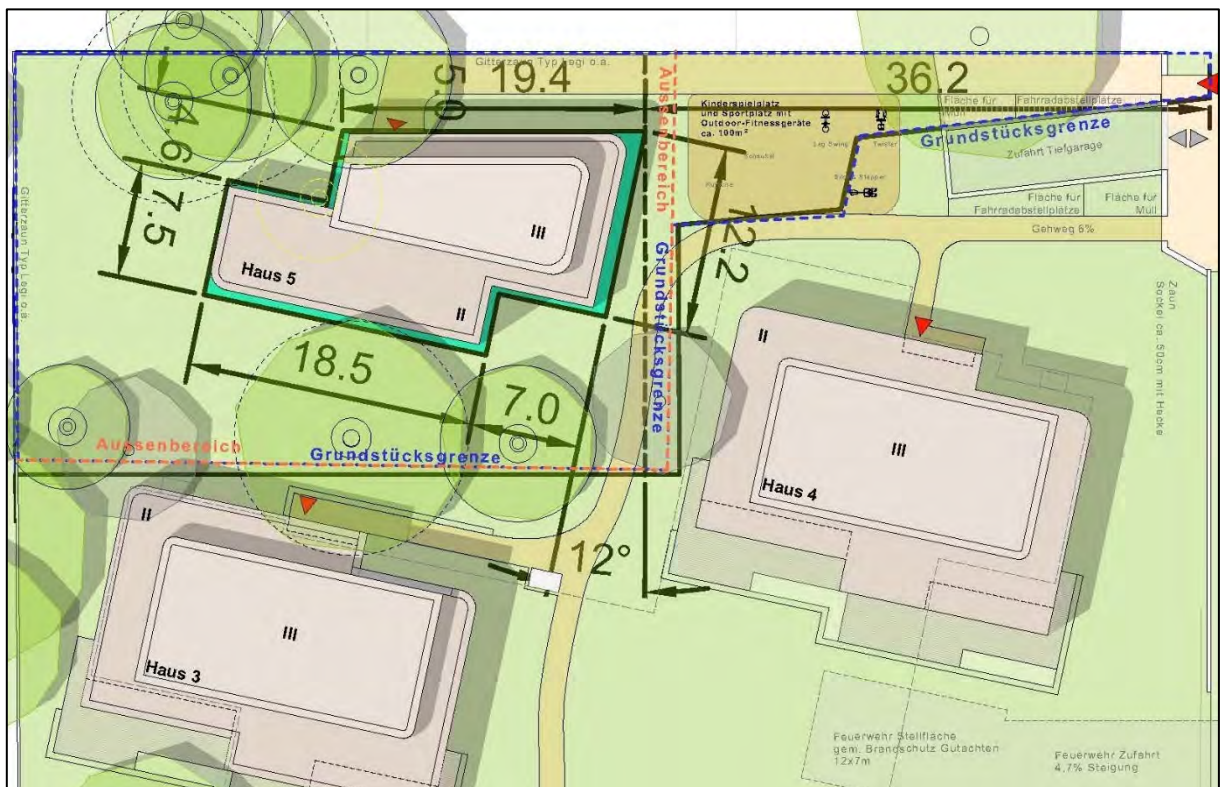 Gitterzaun Typ Legi o.a.
5.0
19.4
36.2
4.6
7.5
12.2
Aussenbereich
Kinderspielplatz
und Sportplatz mit
Outdoor-Fitnessgeräte
ca. 100m²
Leg Swing
Twister
Schaukel
Stepper
Fläche für
Müll
Fahrradabstellplätze
Grundstücksgrenze
Zufahrt Tiefgarage
Fläche für
Fahrradabstellplätze
Fläche für
Müll
Gehweg 6%
Gitterzaun Typ Legi o.a.
Haus 5
III
II
Grundstücksgrenze
Zaun
Sockel ca. 50cm mit Hecke
18.5
7.0
Aussenbereich
Grundstücksgrenze
II
III
Haus 4
II
III
Haus 3
12°
Feuerwehr Stellfläche
gem. Brandschutz Gutachten
12x7m
Feuerwehr Zufahrt
4,7% Steigung